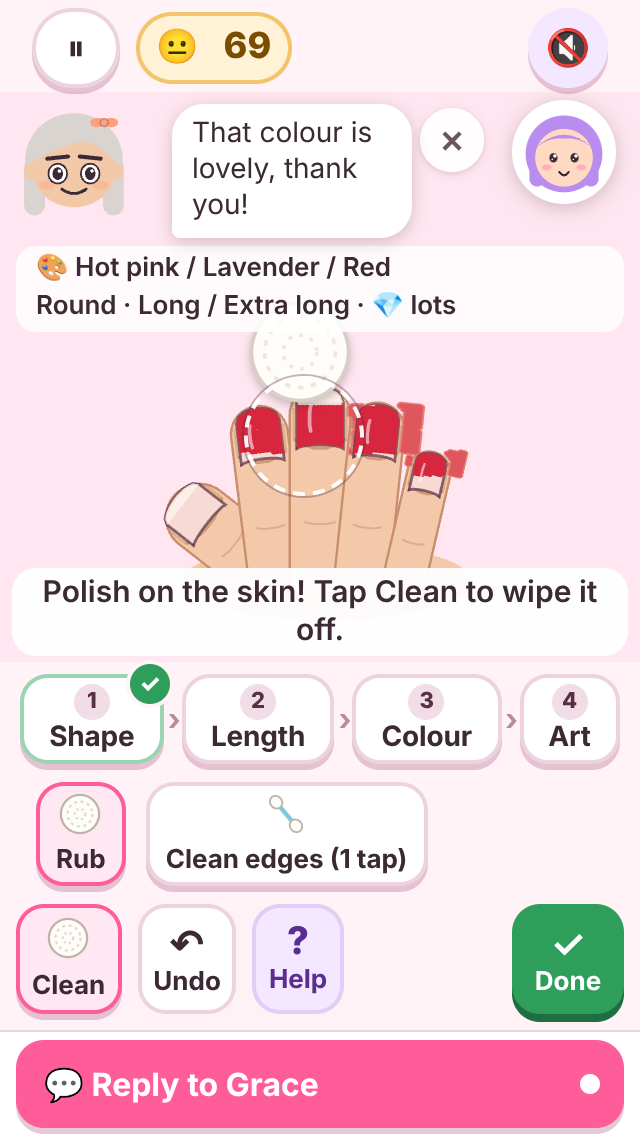 69
That colour is
lovely, thank
you!
Hot pink / Lavender / Red
Round · Long / Extra long · 💎 lots
Polish on the skin! Tap Clean to wipe it
off.
1
Shape
2
Length
3
Colour
4
Art
Rub
Clean edges (1 tap)
Clean
Undo
?
Help
Done
Reply to Grace